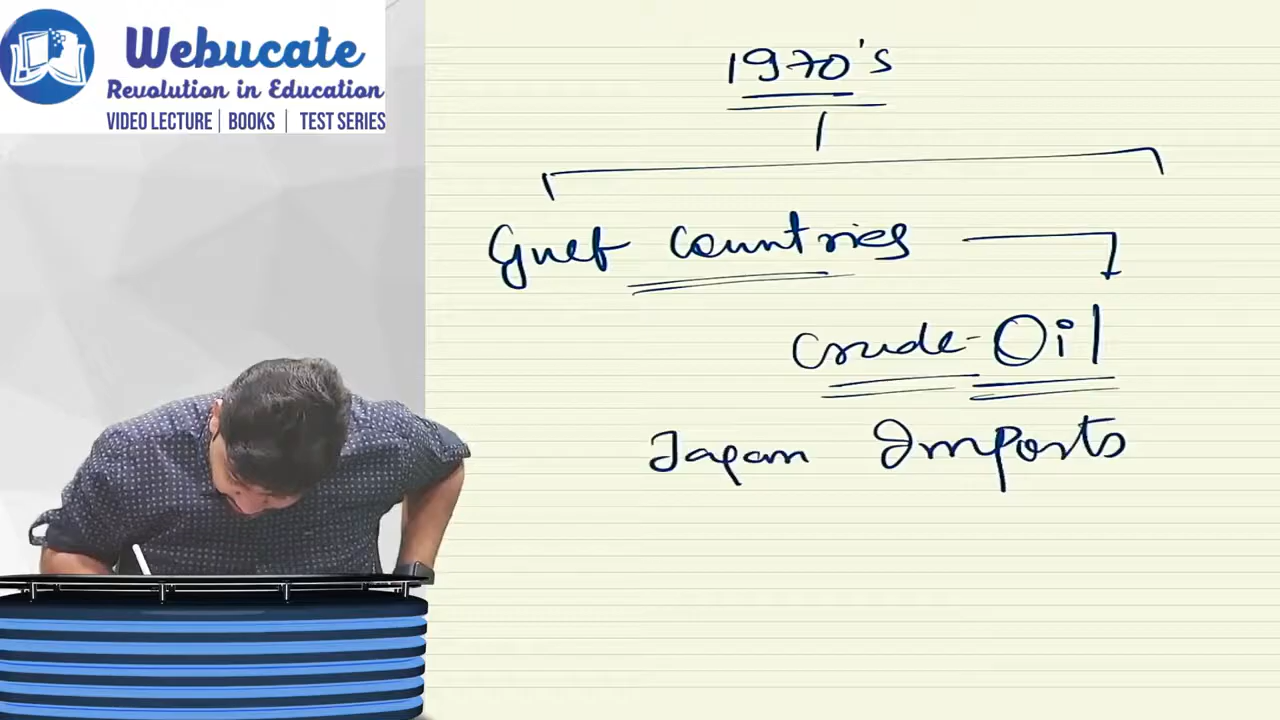 Webucate
Revolution in Education
VIDEO LECTURE | BOOKS | TEST SERIES
1970's
Gulf countries
Crude-Oil
Japan Imports